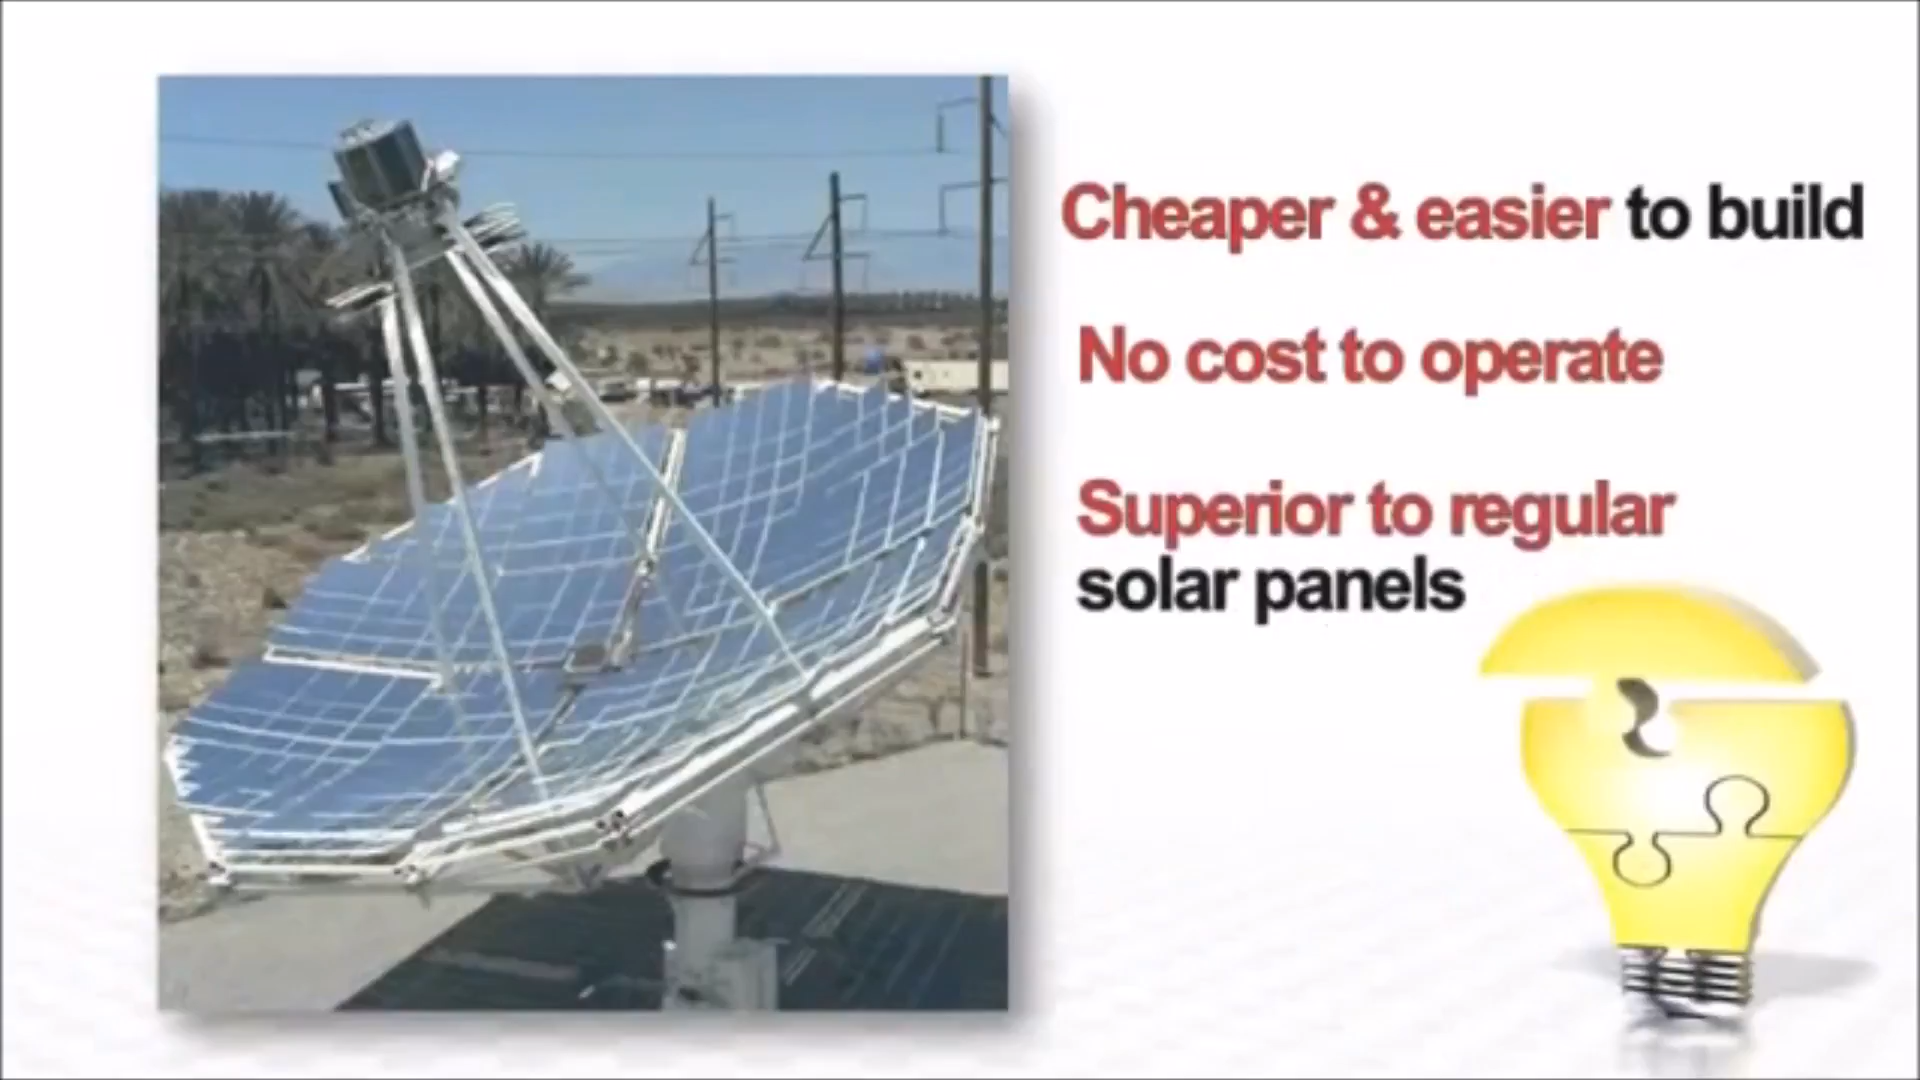 Cheaper & easier to build
No cost to operate
Superior to regular
solar panels